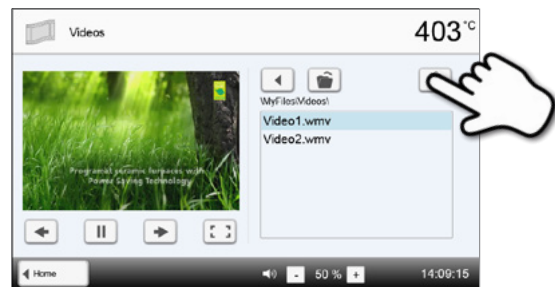 Videos
403 °C
\MyFiles\Videos\
Video1.wmv
Video2.wmv
Programat ceramic furnaces with
Power Saving Technology
Home
- 50 % +
14:09:15